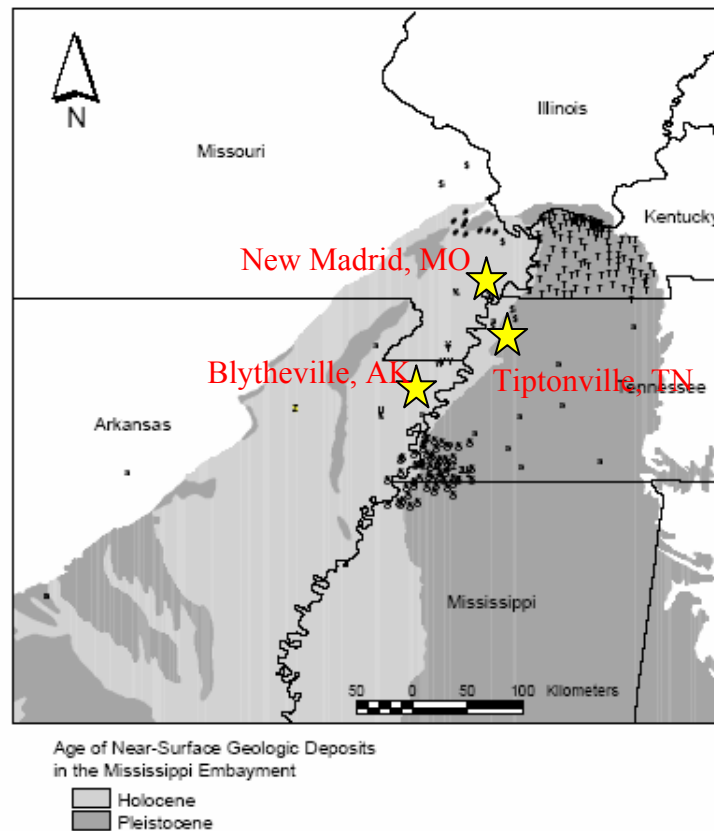 Illinois
N
Missouri
Kentucky
New Madrid, MO
Blytheville, AK
Tiptonville, TN
Tennessee
Arkansas
Mississippi
50 0 50 100 Kilometers
Age of Near-Surface Geologic Deposits
in the Mississippi Embayment
Holocene
Pleistocene